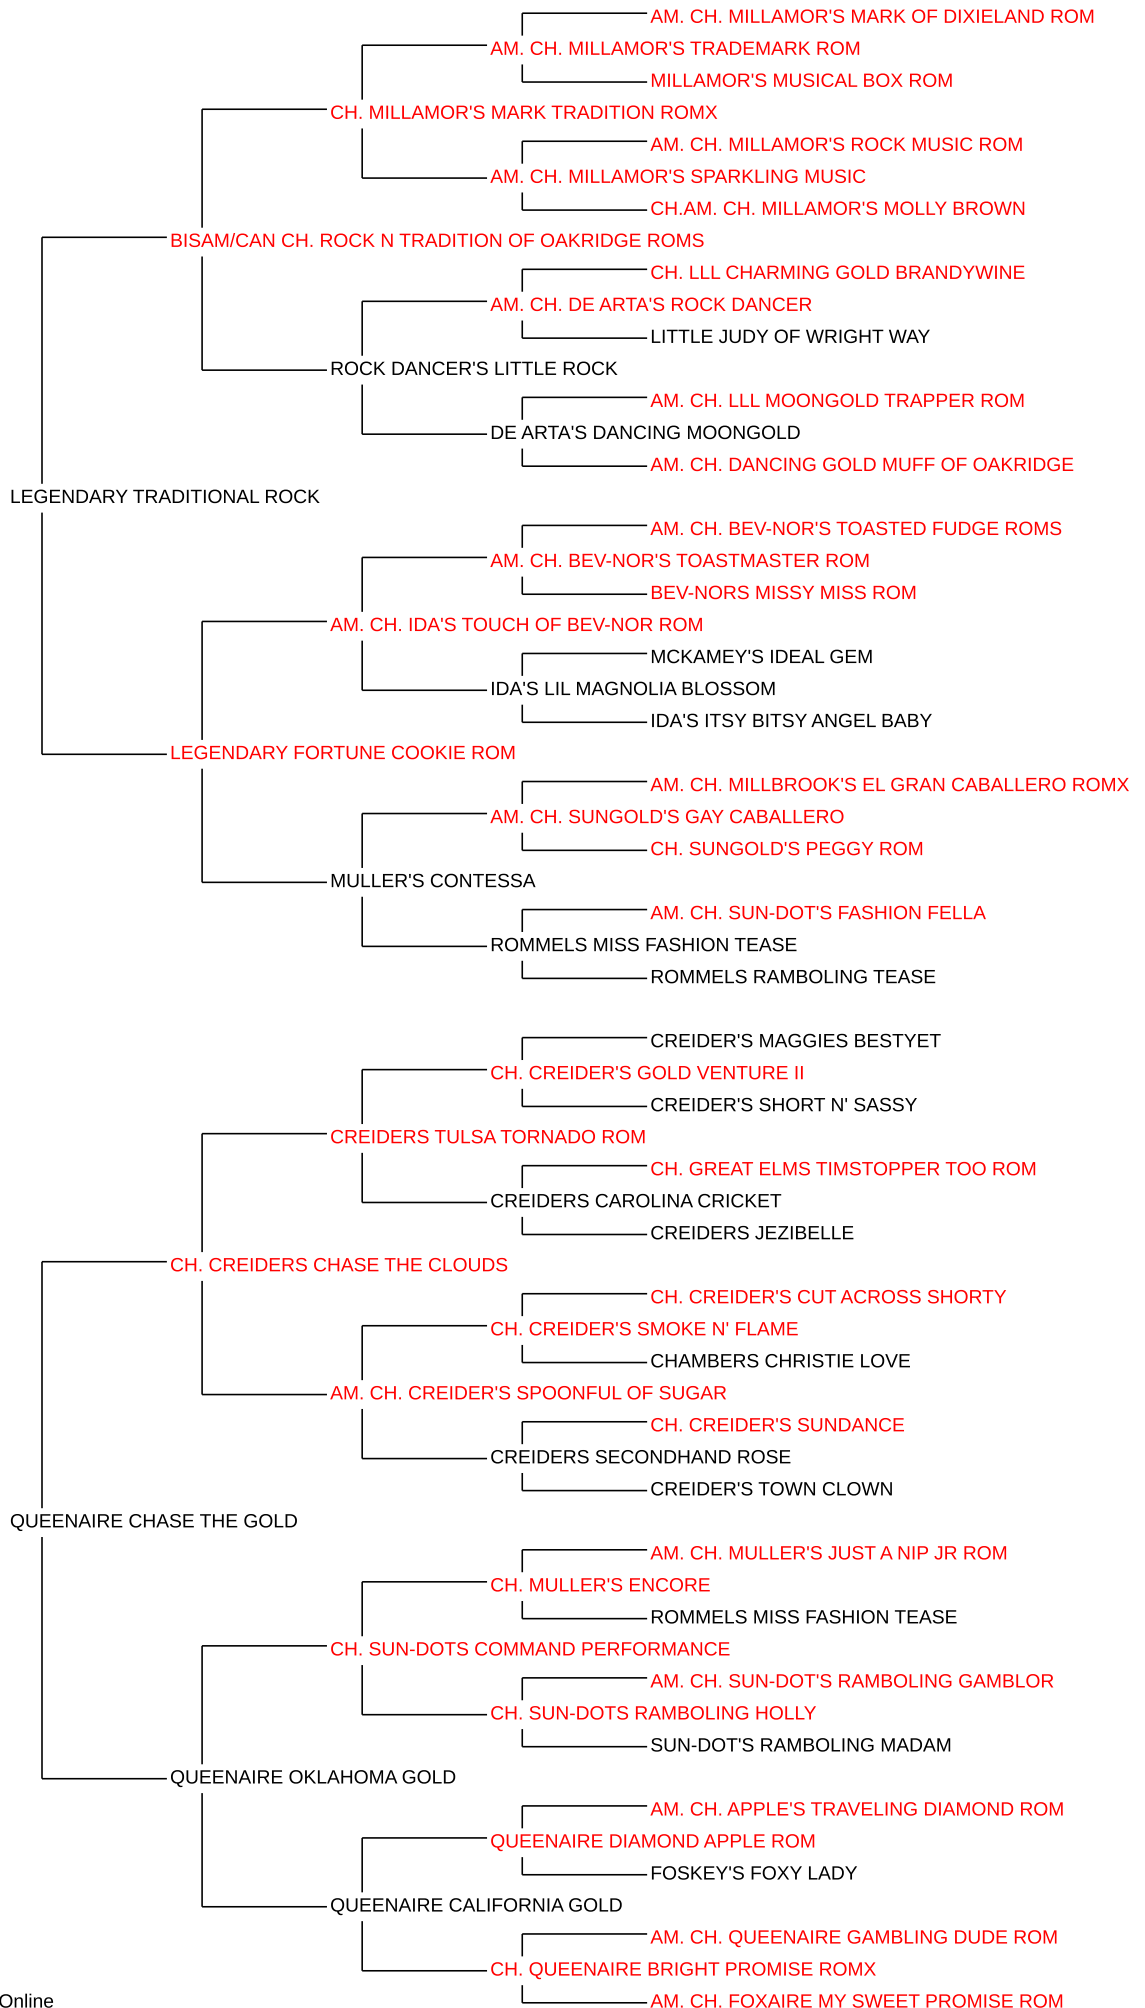 AM. CH. MILLAMOR'S MARK OF DIXIELAND ROM
AM. CH. MILLAMOR'S TRADEMARK ROM
MILLAMOR'S MUSICAL BOX ROM
CH. MILLAMOR'S MARK TRADITION ROMX
AM. CH. MILLAMOR'S ROCK MUSIC ROM
AM. CH. MILLAMOR'S SPARKLING MUSIC
CH.AM. CH. MILLAMOR'S MOLLY BROWN
BISAM/CAN CH. ROCK N TRADITION OF OAKRIDGE ROMS
CH. LLL CHARMING GOLD BRANDYWINE
AM. CH. DE ARTA'S ROCK DANCER
LITTLE JUDY OF WRIGHT WAY
ROCK DANCER'S LITTLE ROCK
AM. CH. LLL MOONGOLD TRAPPER ROM
DE ARTA'S DANCING MOONGOLD
AM. CH. DANCING GOLD MUFF OF OAKRIDGE
LEGENDARY TRADITIONAL ROCK
AM. CH. BEV-NOR'S TOASTED FUDGE ROMS
AM. CH. BEV-NOR'S TOASTMASTER ROM
BEV-NORS MISSY MISS ROM
AM. CH. IDA'S TOUCH OF BEV-NOR ROM
MCKAMEY'S IDEAL GEM
IDA'S LIL MAGNOLIA BLOSSOM
IDA'S ITSY BITSY ANGEL BABY
LEGENDARY FORTUNE COOKIE ROM
AM. CH. MILLBROOK'S EL GRAN CABALLERO ROMX
AM. CH. SUNGOLD'S GAY CABALLERO
CH. SUNGOLD'S PEGGY ROM
MULLER'S CONTESSA
AM. CH. SUN-DOT'S FASHION FELLA
ROMMELS MISS FASHION TEASE
ROMMELS RAMBOLING TEASE
CREIDER'S MAGGIES BESTYET
CH. CREIDER'S GOLD VENTURE II
CREIDER'S SHORT N' SASSY
CREIDERS TULSA TORNADO ROM
CH. GREAT ELMS TIMSTOPPER TOO ROM
CREIDERS CAROLINA CRICKET
CREIDERS JEZIBELLE
CH. CREIDERS CHASE THE CLOUDS
CH. CREIDER'S CUT ACROSS SHORTY
CH. CREIDER'S SMOKE N' FLAME
CHAMBERS CHRISTIE LOVE
AM. CH. CREIDER'S SPOONFUL OF SUGAR
CH. CREIDER'S SUNDANCE
CREIDERS SECONDHAND ROSE
CREIDER'S TOWN CLOWN
QUEENAIRE CHASE THE GOLD
AM. CH. MULLER'S JUST A NIP JR ROM
CH. MULLER'S ENCORE
ROMMELS MISS FASHION TEASE
CH. SUN-DOTS COMMAND PERFORMANCE
AM. CH. SUN-DOT'S RAMBOLING GAMBLOR
CH. SUN-DOTS RAMBOLING HOLLY
SUN-DOT'S RAMBOLING MADAM
QUEENAIRE OKLAHOMA GOLD
AM. CH. APPLE'S TRAVELING DIAMOND ROM
QUEENAIRE DIAMOND APPLE ROM
FOSKEY'S FOXY LADY
QUEENAIRE CALIFORNIA GOLD
AM. CH. QUEENAIRE GAMBLING DUDE ROM
CH. QUEENAIRE BRIGHT PROMISE ROMX
Online
AM. CH. FOXAIRE MY SWEET PROMISE ROM